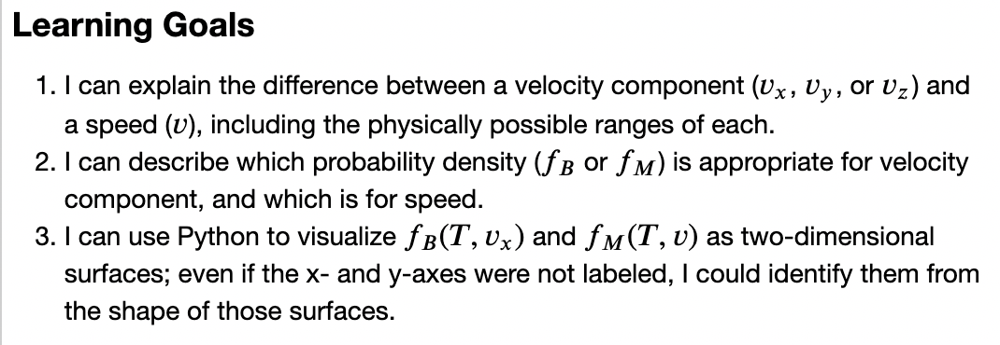 Learning Goals
1. I can explain the difference between a velocity component (vₓ, v_y, or v_z) and
a speed (v), including the physically possible ranges of each.
2. I can describe which probability density (f_B or f_M) is appropriate for velocity
component, and which is for speed.
3. I can use Python to visualize f_B(T, vₓ) and f_M(T, v) as two-dimensional
surfaces; even if the x- and y-axes were not labeled, I could identify them from
the shape of those surfaces.